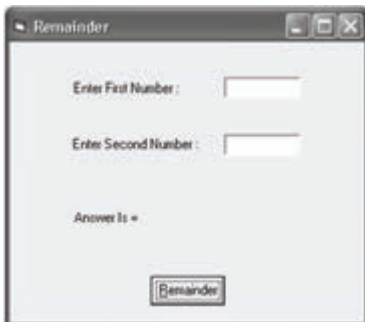 Remainder
Enter First Number :
Enter Second Number :
Answer Is =
Remainder